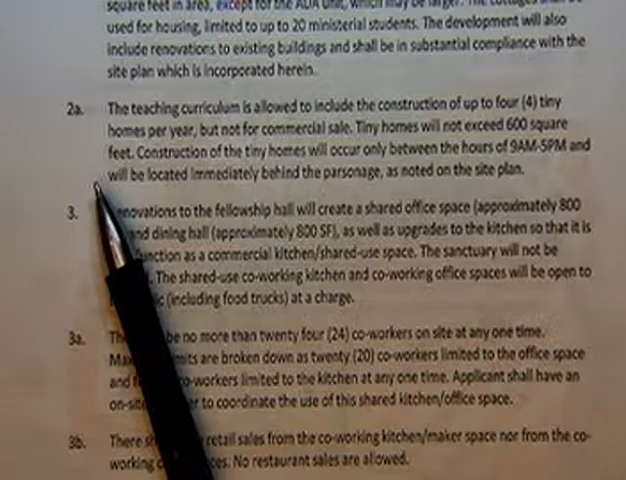 square feet in area, except for the ADA unit, which may be larger. The cottages shall be
used for housing, limited to up to 20 ministerial students. The development will also
include renovations to existing buildings and shall be in substantial compliance with the
site plan which is incorporated herein.
2a. The teaching curriculum is allowed to include the construction of up to four (4) tiny
homes per year, but not for commercial sale. Tiny homes will not exceed 600 square
feet. Construction of the tiny homes will occur only between the hours of 9AM-5PM and
will be located immediately behind the parsonage, as noted on the site plan.
3. novations to the fellowship hall will create a shared office space (approximately 800
and dining hall (approximately 800 SF), as well as upgrades to the kitchen so that it is
function as a commercial kitchen/shared-use space. The sanctuary will not be
The shared-use co-working kitchen and co-working office spaces will be open to
(including food trucks) at a charge.
3a. be no more than twenty four (24) co-workers on site at any one time.
are broken down as twenty (20) co-workers limited to the office space
and co-workers limited to the kitchen at any one time. Applicant shall have an
on-site to coordinate the use of this shared kitchen/office space.
3b. There retail sales from the co-working kitchen/maker space nor from the co-
working No restaurant sales are allowed.